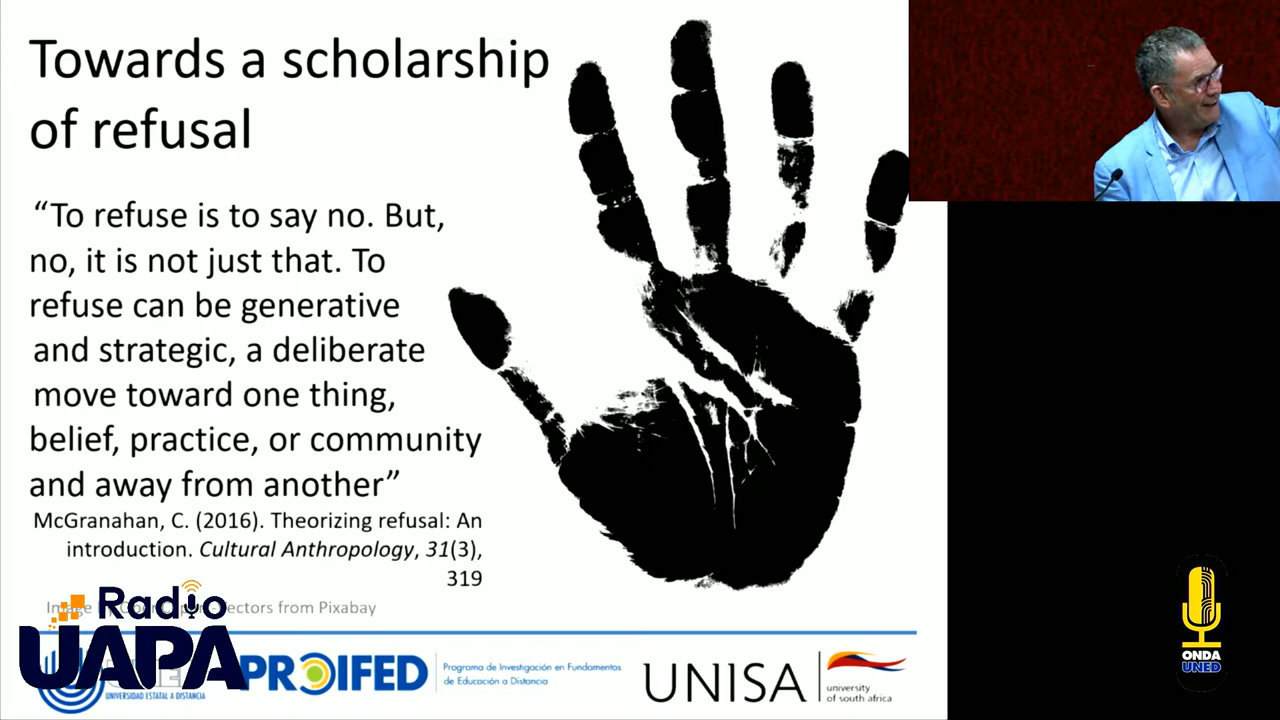 Towards a scholarship
of refusal
“To refuse is to say no. But,
no, it is not just that. To
refuse can be generative
and strategic, a deliberate
move toward one thing,
belief, practice, or community
and away from another”
McGranahan, C. (2016). Theorizing refusal: An
introduction. Cultural Anthropology, 31(3),
319
vectors from Pixabay
Radio
UAPA
UNIVERSIDAD ESTATAL A DISTANCIA
PROIFED
Programa de Investigación en Fundamentos
de Educación a Distancia
UNISA
university
of south africa
ONDA
UNED